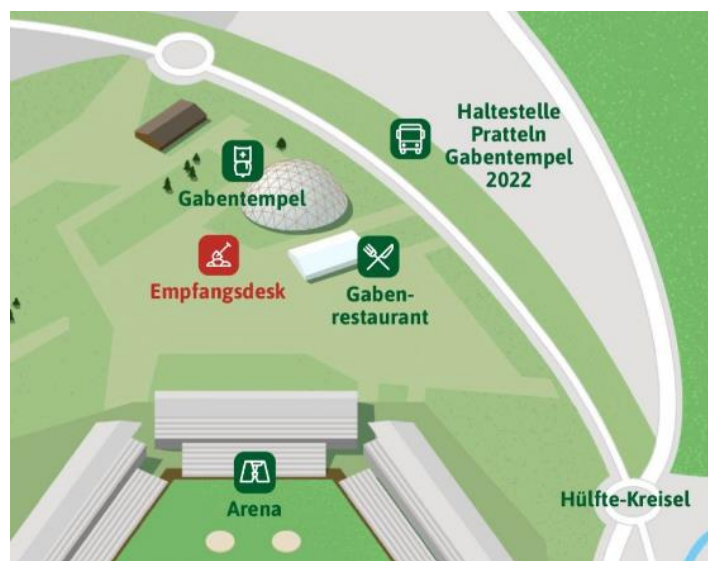 Haltestelle
Pratteln
Gabentempel
2022
Gabentempel
Empfangsdesk
Gaben-
restaurant
Arena
Hülfte-Kreisel